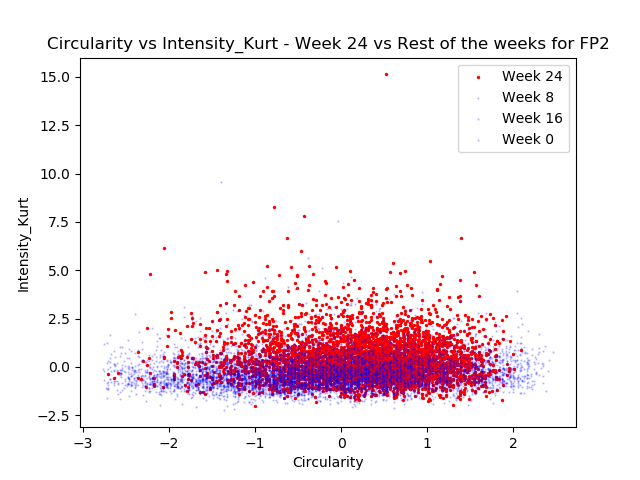 Circularity vs Intensity_Kurt - Week 24 vs Rest of the weeks for FP2
Week 24
Week 8
Week 16
Week 0
15.0
12.5
10.0
7.5
5.0
2.5
0.0
−2.5
Intensity_Kurt
−3 −2 −1 0 1 2
Circularity